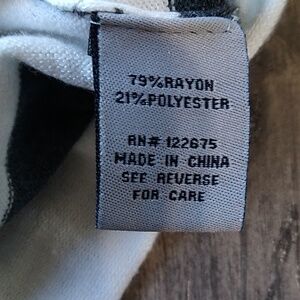 79%RAYON
21%POLYESTER
RN# 122675
MADE IN CHINA
SEE REVERSE
FOR CARE